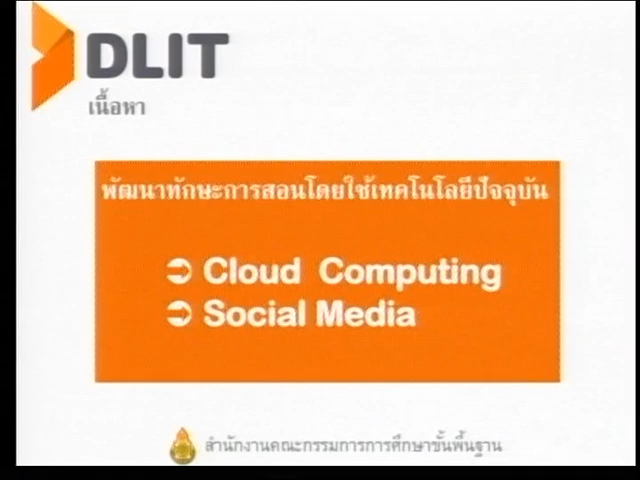 DLIT
เนื้อหา
พัฒนาทักษะการสอนโดยใช้เทคโนโลยีปัจจุบัน
➲ Cloud Computing
➲ Social Media
สำนักงานคณะกรรมการการศึกษาขั้นพื้นฐาน